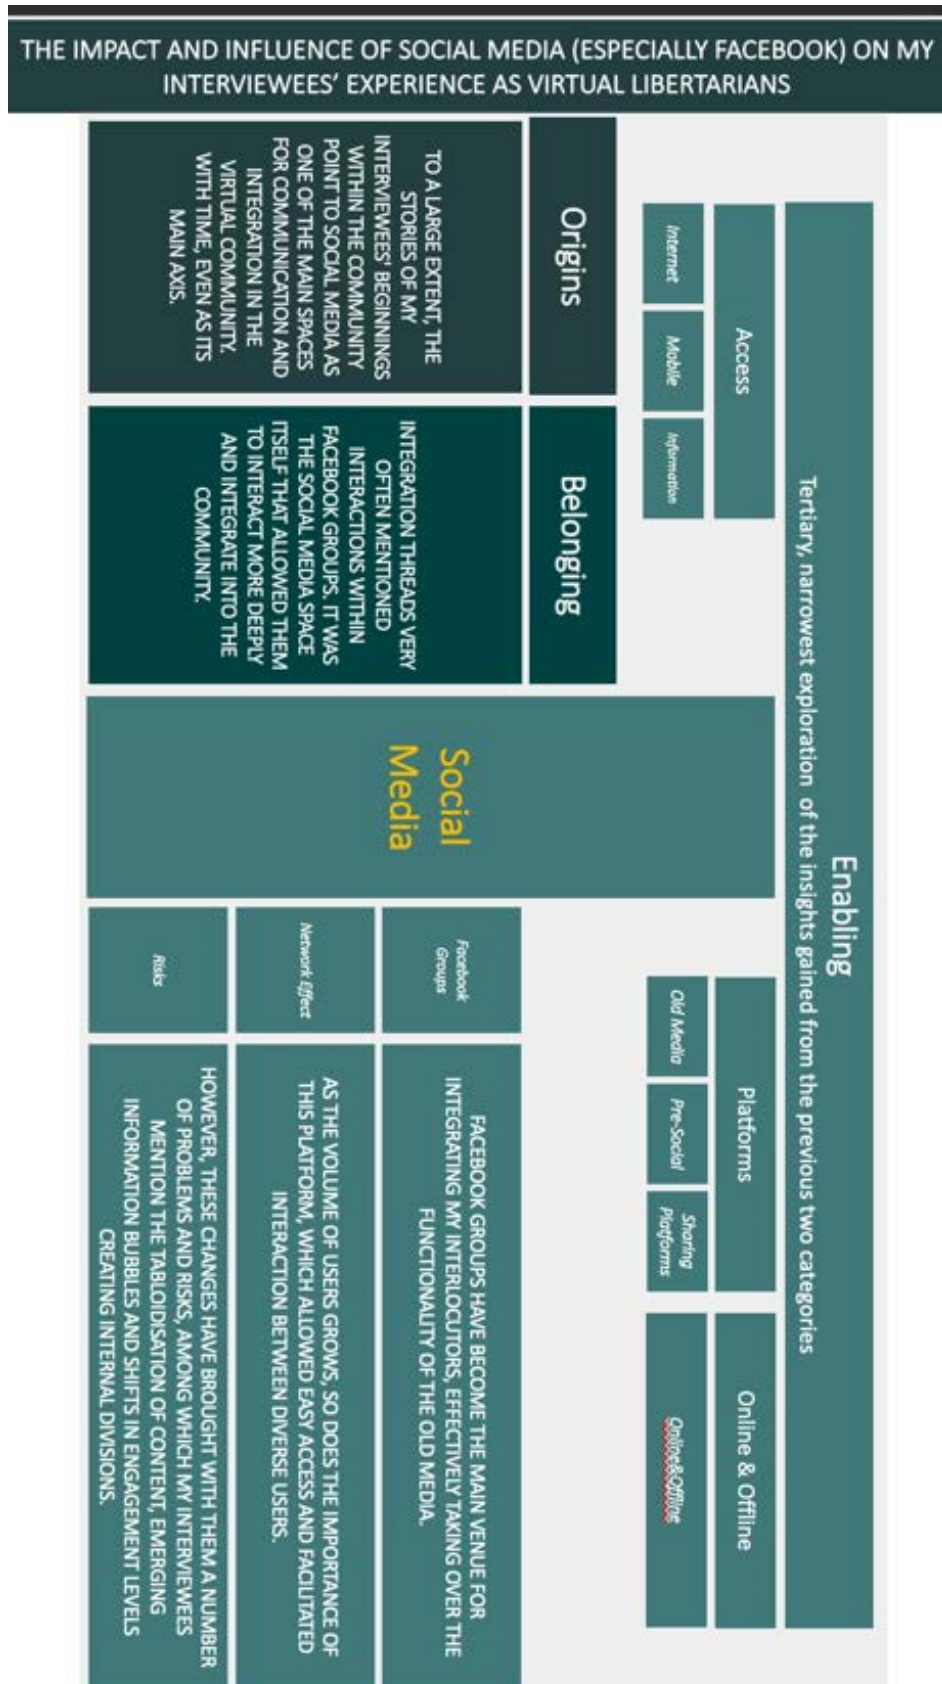 THE IMPACT AND INFLUENCE OF SOCIAL MEDIA (ESPECIALLY FACEBOOK) ON MY
INTERVIEWEES' EXPERIENCE AS VIRTUAL LIBERTARIANS
Enabling
Tertiary, narrowest exploration of the insights gained from the previous two categories
Access
Internet
Mobile
Information
Platforms
Old Media
Pre-Social
Sharing
Platforms
Online & Offline
Online&Offline
Origins
TO A LARGE EXTENT, THE
STORIES OF MY
INTERVIEWEES' BEGINNINGS
WITHIN THE COMMUNITY
POINT TO SOCIAL MEDIA AS
ONE OF THE MAIN SPACES
FOR COMMUNICATION AND
INTEGRATION IN THE
VIRTUAL COMMUNITY.
WITH TIME, EVEN AS ITS
MAIN AXIS.
Belonging
INTEGRATION THREADS VERY
OFTEN MENTIONED
INTERACTIONS WITHIN
FACEBOOK GROUPS. IT WAS
THE SOCIAL MEDIA SPACE
ITSELF THAT ALLOWED THEM
TO INTERACT MORE DEEPLY
AND INTEGRATE INTO THE
COMMUNITY.
Social
Media
Facebook
Groups
FACEBOOK GROUPS HAVE BECOME THE MAIN VENUE FOR
INTEGRATING MY INTERLOCUTORS, EFFECTIVELY TAKING OVER THE
FUNCTIONALITY OF THE OLD MEDIA.
Network Effect
AS THE VOLUME OF USERS GROWS, SO DOES THE IMPORTANCE OF
THIS PLATFORM, WHICH ALLOWED EASY ACCESS AND FACILITATED
INTERACTION BETWEEN DIVERSE USERS.
Risks
HOWEVER, THESE CHANGES HAVE BROUGHT WITH THEM A NUMBER
OF PROBLEMS AND RISKS, AMONG WHICH MY INTERVIEWEES
MENTION THE TABLOIDISATION OF CONTENT, EMERGING
INFORMATION BUBBLES AND SHIFTS IN ENGAGEMENT LEVELS
CREATING INTERNAL DIVISIONS.